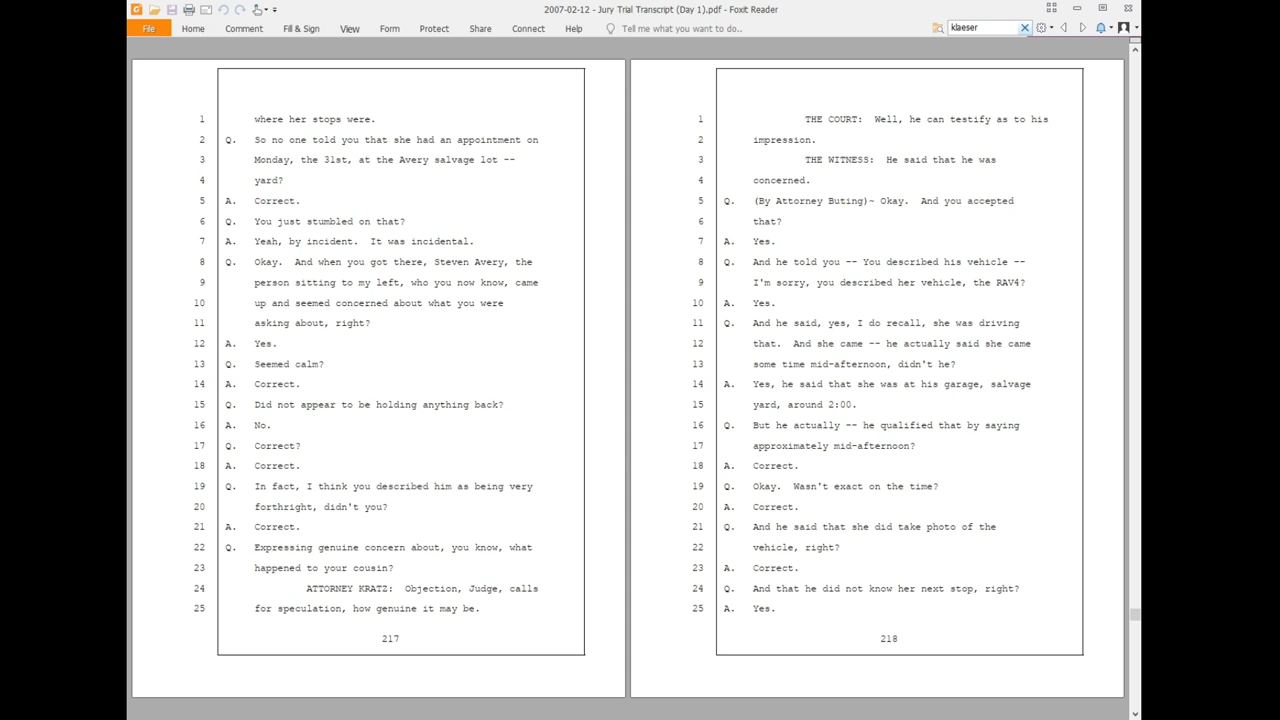 2007-02-12 - Jury Trial Transcript (Day 1).pdf - Foxit Reader
File Home Comment Fill & Sign View Form Protect Share Connect Help Tell me what you want to do.. klaeser
1 where her stops were.
2 Q. So no one told you that she had an appointment on
3 Monday, the 31st, at the Avery salvage lot --
4 yard?
5 A. Correct.
6 Q. You just stumbled on that?
7 A. Yeah, by incident. It was incidental.
8 Q. Okay. And when you got there, Steven Avery, the
9 person sitting to my left, who you now know, came
10 up and seemed concerned about what you were
11 asking about, right?
12 A. Yes.
13 Q. Seemed calm?
14 A. Correct.
15 Q. Did not appear to be holding anything back?
16 A. No.
17 Q. Correct?
18 A. Correct.
19 Q. In fact, I think you described him as being very
20 forthright, didn't you?
21 A. Correct.
22 Q. Expressing genuine concern about, you know, what
23 happened to your cousin?
24 ATTORNEY KRATZ: Objection, Judge, calls
25 for speculation, how genuine it may be.
217
1 THE COURT: Well, he can testify as to his
2 impression.
3 THE WITNESS: He said that he was
4 concerned.
5 Q. (By Attorney Buting)~ Okay. And you accepted
6 that?
7 A. Yes.
8 Q. And he told you -- You described his vehicle --
9 I'm sorry, you described her vehicle, the RAV4?
10 A. Yes.
11 Q. And he said, yes, I do recall, she was driving
12 that. And she came -- he actually said she came
13 some time mid-afternoon, didn't he?
14 A. Yes, he said that she was at his garage, salvage
15 yard, around 2:00.
16 Q. But he actually -- he qualified that by saying
17 approximately mid-afternoon?
18 A. Correct.
19 Q. Okay. Wasn't exact on the time?
20 A. Correct.
21 Q. And he said that she did take photo of the
22 vehicle, right?
23 A. Correct.
24 Q. And that he did not know her next stop, right?
25 A. Yes.
218